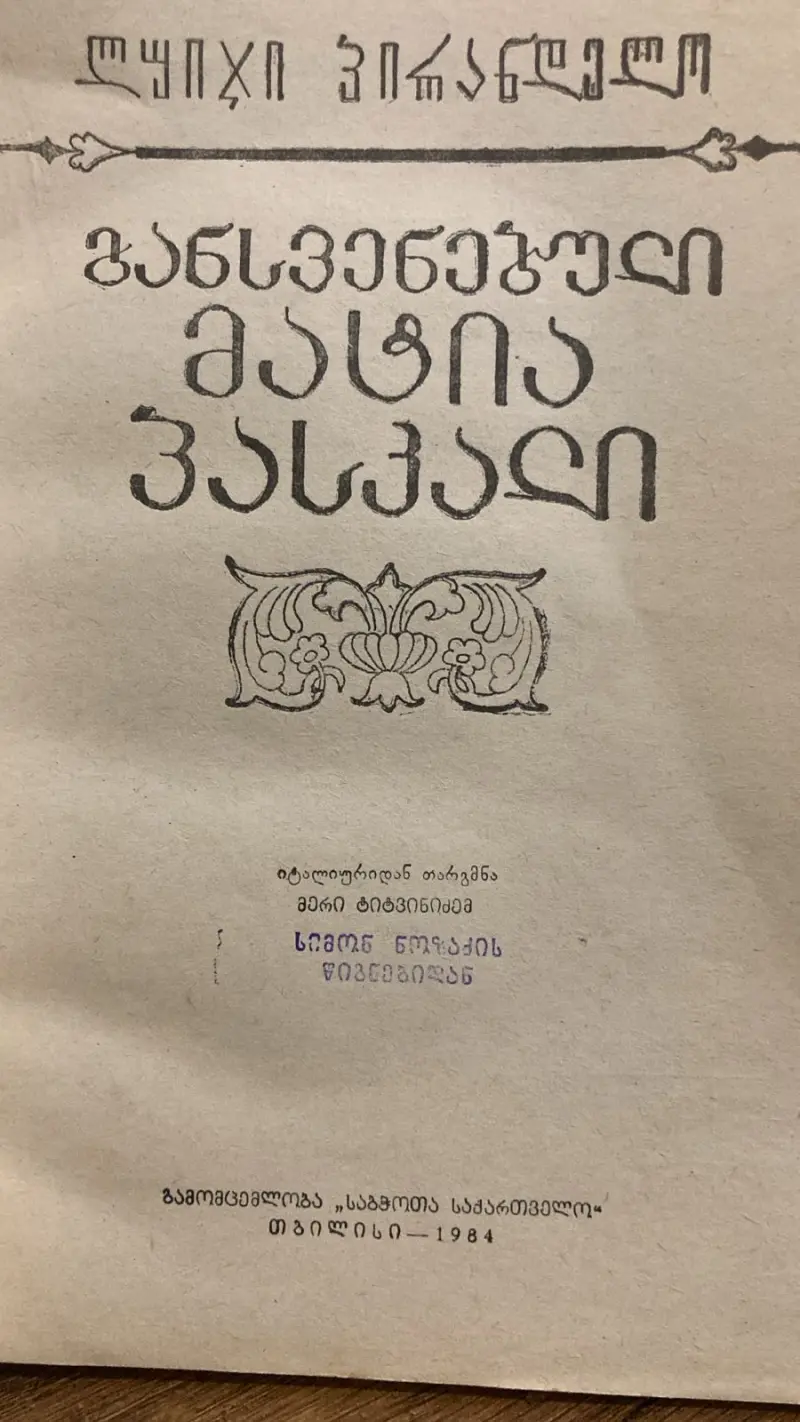 ლუიჯი პირანდელო
განსვენებული
მატია
პასკალი
იტალიურიდან თარგმნა
მერი ტიტვინიძემ
სიმონ ნოზაძის
წიგნებიდან
გამომცემლობა „საბჭოთა საქართველო“
თბილისი — 1984